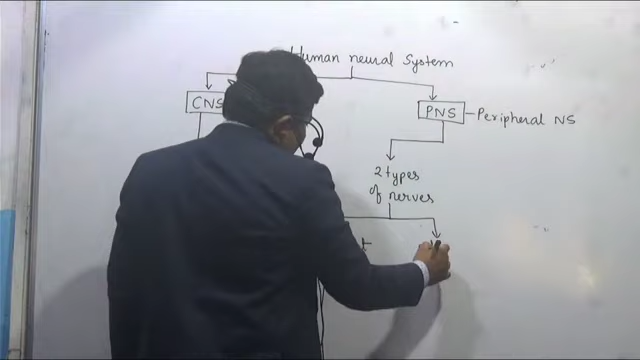 Human neural System
CNS
PNS - Peripheral NS
2 types
of nerves